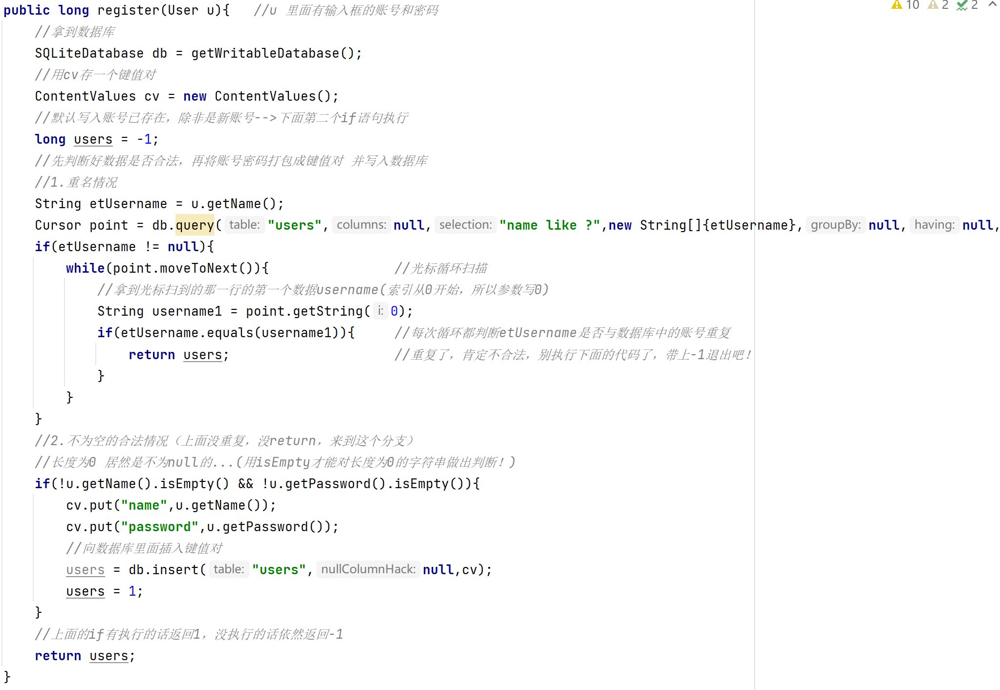 public long register(User u){   //u 里面有输入框的账号和密码
10 2 2
//拿到数据库
SQLiteDatabase db = getWritableDatabase();
//用cv存一个键值对
ContentValues cv = new ContentValues();
//默认写入账号已存在，除非是新账号-->下面第二个if语句执行
long users = -1;
//先判断好数据是否合法，再将账号密码打包成键值对 并写入数据库
//1.重名情况
String etUsername = u.getName();
Cursor point = db.query( table: "users", columns: null, selection: "name like ?",new String[]{etUsername}, groupBy: null, having: null,
if(etUsername != null){
while(point.moveToNext()){                //光标循环扫描
//拿到光标扫到的那一行的第一个数据username(索引从0开始，所以参数写0)
String username1 = point.getString( i: 0);
if(etUsername.equals(username1)){     //每次循环都判断etUsername是否与数据库中的账号重复
return users;                     //重复了，肯定不合法，别执行下面的代码了，带上-1退出吧！
}
}
}
//2.不为空的合法情况（上面没重复，没return，来到这个分支）
//长度为0 居然是不为null的...(用isEmpty才能对长度为0的字符串做出判断！)
if(!u.getName().isEmpty() && !u.getPassword().isEmpty()){
cv.put("name",u.getName());
cv.put("password",u.getPassword());
//向数据库里面插入键值对
users = db.insert( table: "users", nullColumnHack: null,cv);
users = 1;
}
//上面的if有执行的话返回1，没执行的话依然返回-1
return users;
}